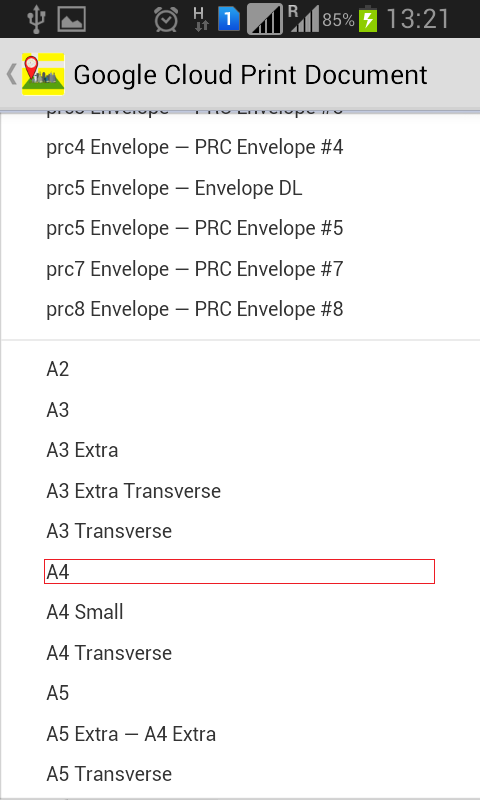 H 1 R 85% 13:21
Google Cloud Print Document
prc4 Envelope — PRC Envelope #4
prc5 Envelope — Envelope DL
prc5 Envelope — PRC Envelope #5
prc7 Envelope — PRC Envelope #7
prc8 Envelope — PRC Envelope #8
A2
A3
A3 Extra
A3 Extra Transverse
A3 Transverse
A4
A4 Small
A4 Transverse
A5
A5 Extra — A4 Extra
A5 Transverse